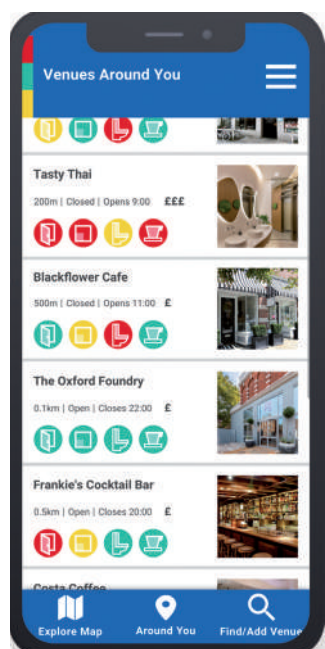 Venues Around You
Tasty Thai
200m | Closed | Opens 9:00 £££
Blackflower Cafe
500m | Closed | Opens 11:00 £
The Oxford Foundry
0.1km | Open | Closes 22:00 £
Frankie's Cocktail Bar
0.5km | Open | Closes 20:00 £
Costa Coffee
Explore Map
Around You
Find/Add Venue